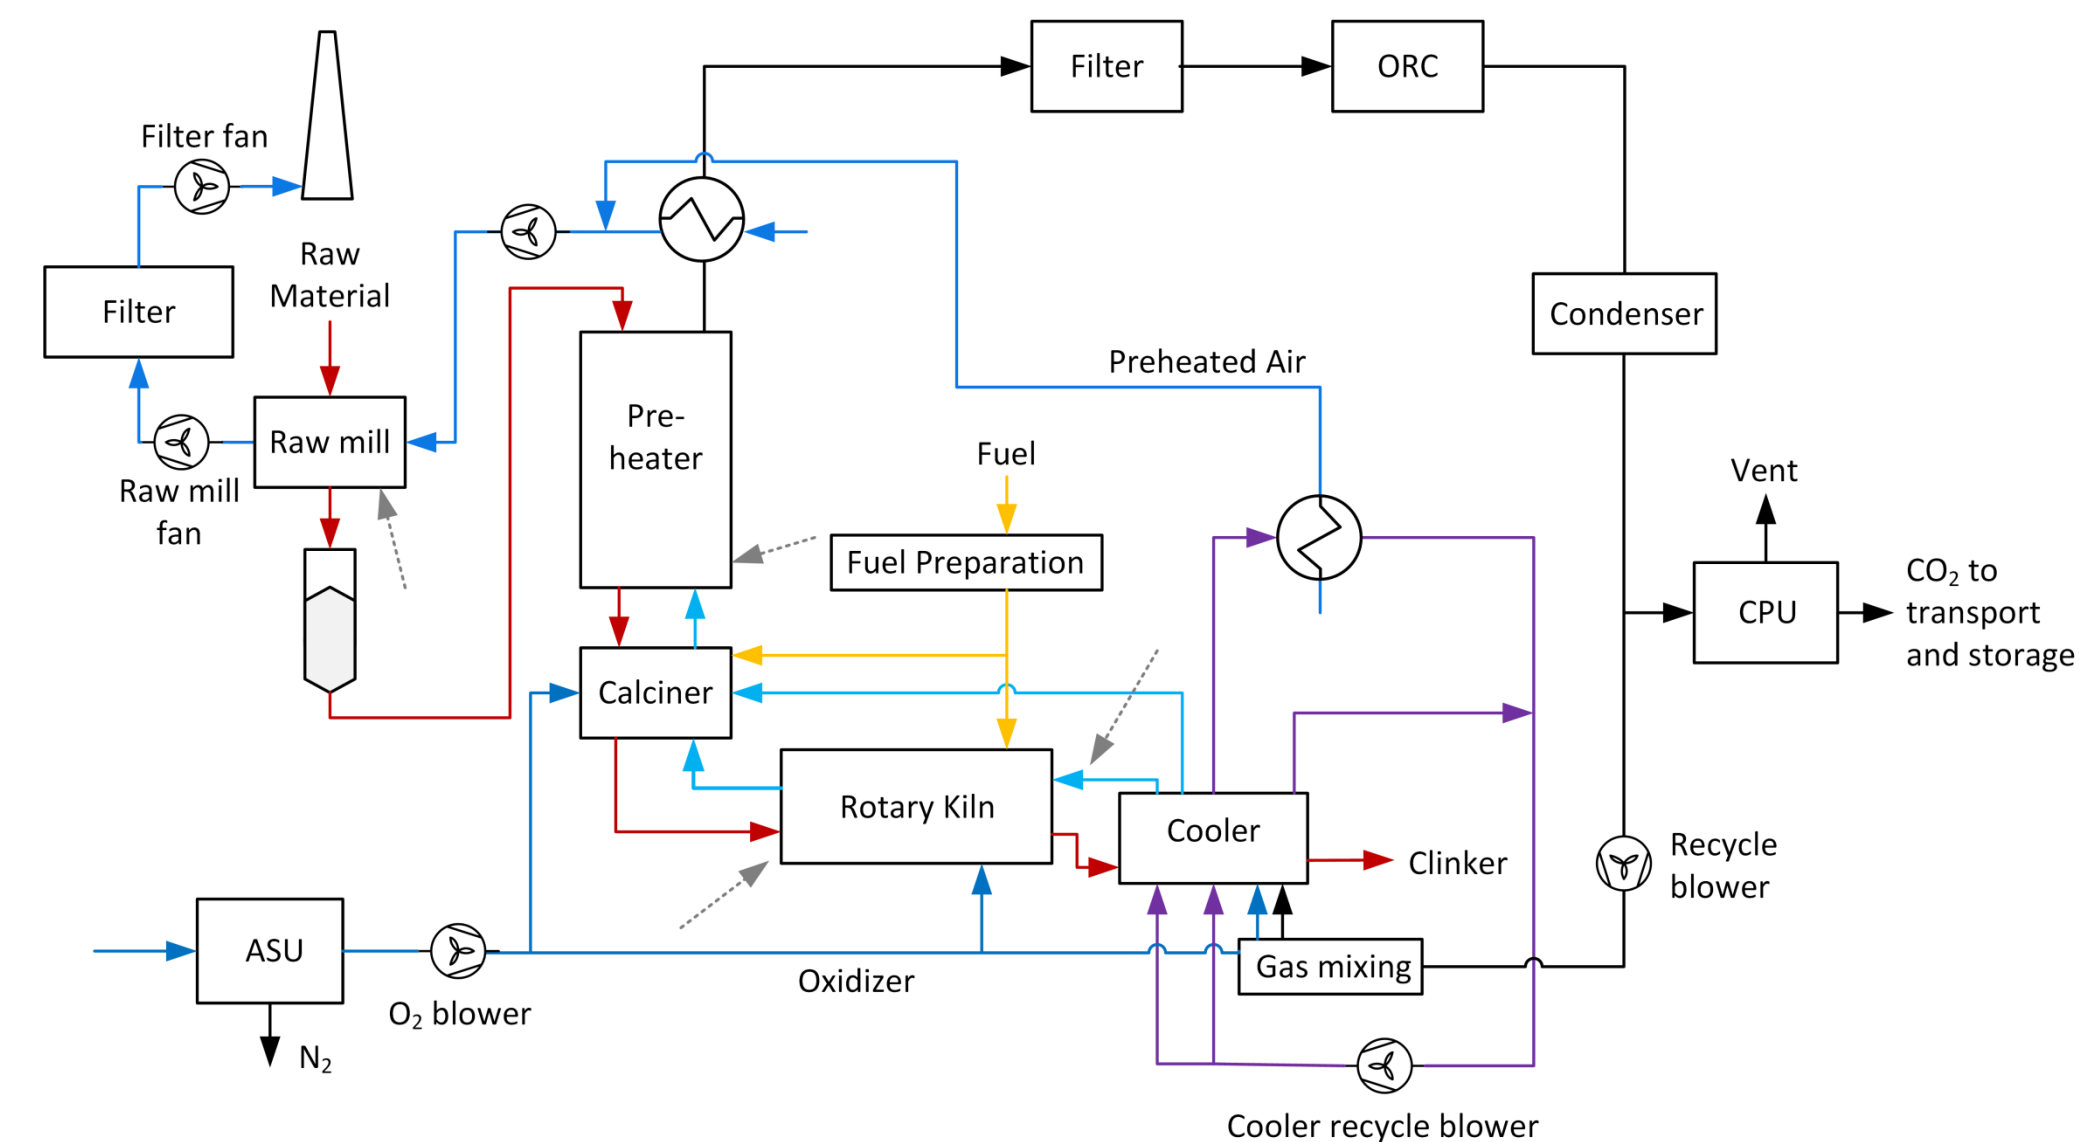 Filter
ORC
Filter fan
Raw
Material
Filter
Condenser
Preheated Air
Pre-
heater
Raw mill
Fuel
Vent
Raw mill
fan
Fuel Preparation
CO₂ to
transport
and storage
CPU
Calciner
Rotary Kiln
Cooler
Clinker
Recycle
blower
ASU
Gas mixing
Oxidizer
O₂ blower
N₂
Cooler recycle blower